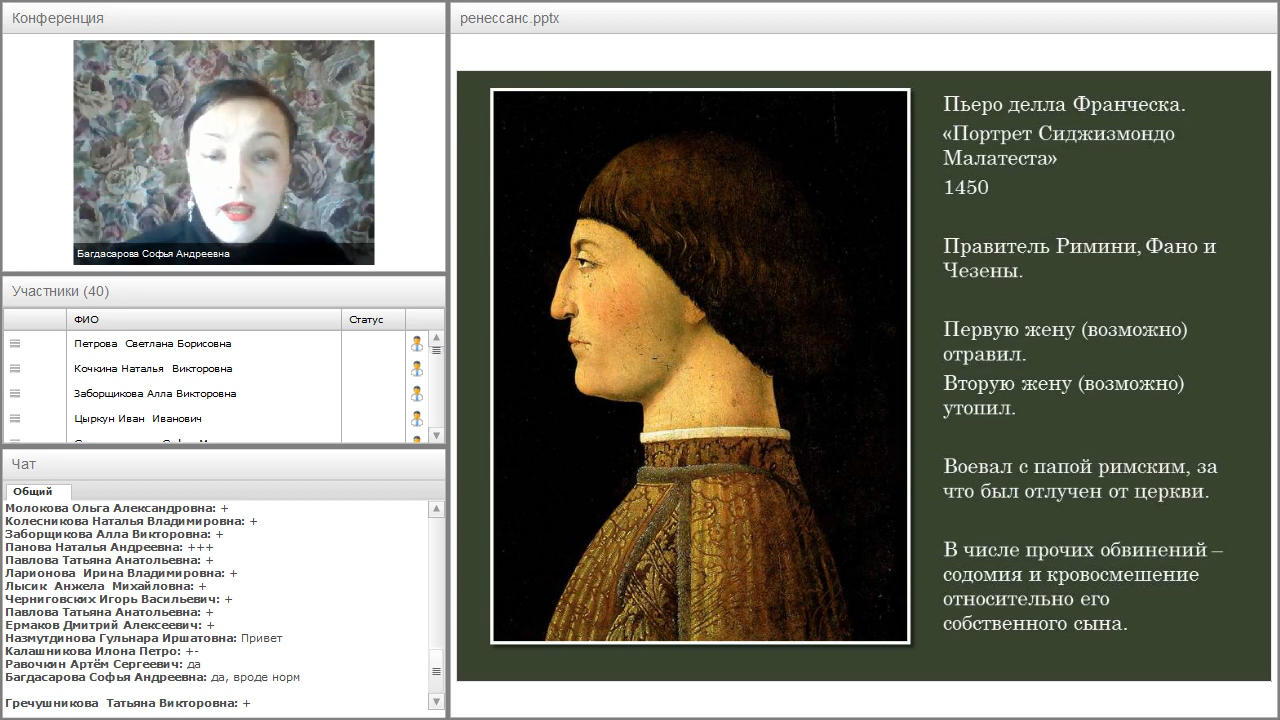 Конференция
Багдасарова Софья Андреевна
Участники (40)
ФИО Статус
Петрова Светлана Борисовна
Кочкина Наталья Викторовна
Заборщикова Алла Викторовна
Цыркун Иван Иванович
Чат
Общий
Молокова Ольга Александровна: +
Колесникова Наталья Владимировна: +
Заборщикова Алла Викторовна: +
Панова Наталья Андреевна: +++
Павлова Татьяна Анатольевна: +
Ларионова Ирина Владимировна: +
Лысик Анжела Михайловна: +
Черниговских Игорь Васильевич: +
Павлова Татьяна Анатольевна: +
Ермаков Дмитрий Алексеевич: +
Назмутдинова Гульнара Иршатовна: Привет
Калашникова Илона Петро: +-
Равочкин Артём Сергеевич: да
Багдасарова Софья Андреевна: да, вроде норм
Гречушникова Татьяна Викторовна: +
ренессанс.pptx
Пьеро делла Франческа.
«Портрет Сиджизмондо
Малатеста»
1450
Правитель Римини, Фано и
Чезены.
Первую жену (возможно)
отравил.
Вторую жену (возможно)
утопил.
Воевал с папой римским, за
что был отлучен от церкви.
В числе прочих обвинений –
содомия и кровосмешение
относительно его
собственного сына.